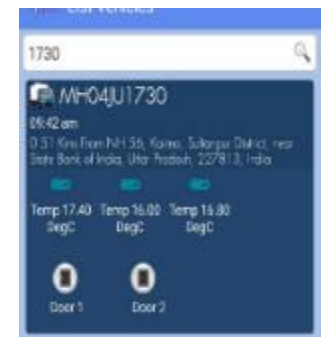 List Vehicles
1730
MH04JU1730
09:42 am
0.51 Kms From NH 56, Sultanpur District, near
State Bank of India, Uttar Pradesh, 227813, India
Temp 17.40 Temp 16.00 Temp 16.80
DegC DegC DegC
Door 1 Door 2